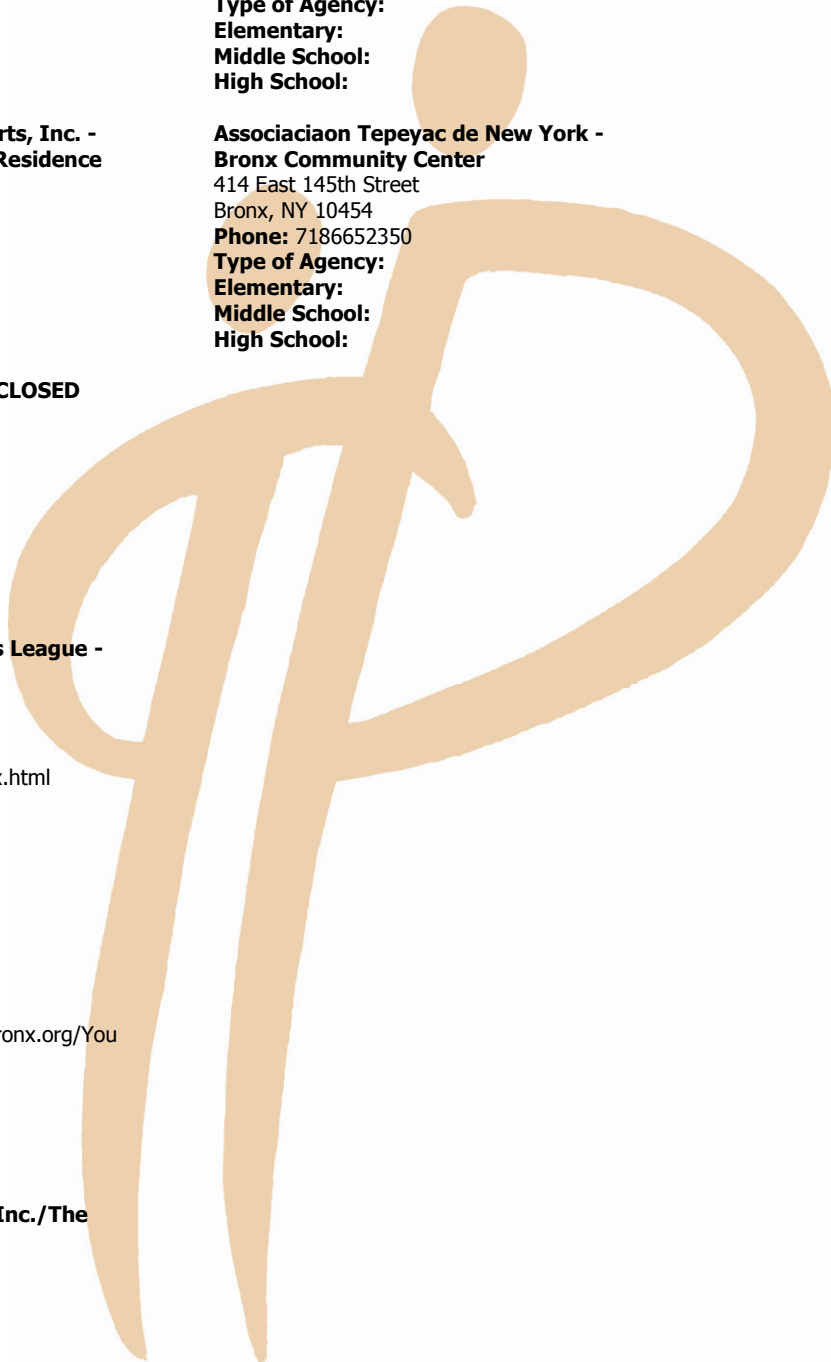 rts, Inc. -
Residence
CLOSED
s League -
x.html
ronx.org/You
Inc./The
Type of Agency:
Elementary:
Middle School:
High School:
Associaciaon Tepeyac de New York -
Bronx Community Center
414 East 145th Street
Bronx, NY 10454
Phone: 7186652350
Type of Agency:
Elementary:
Middle School:
High School: